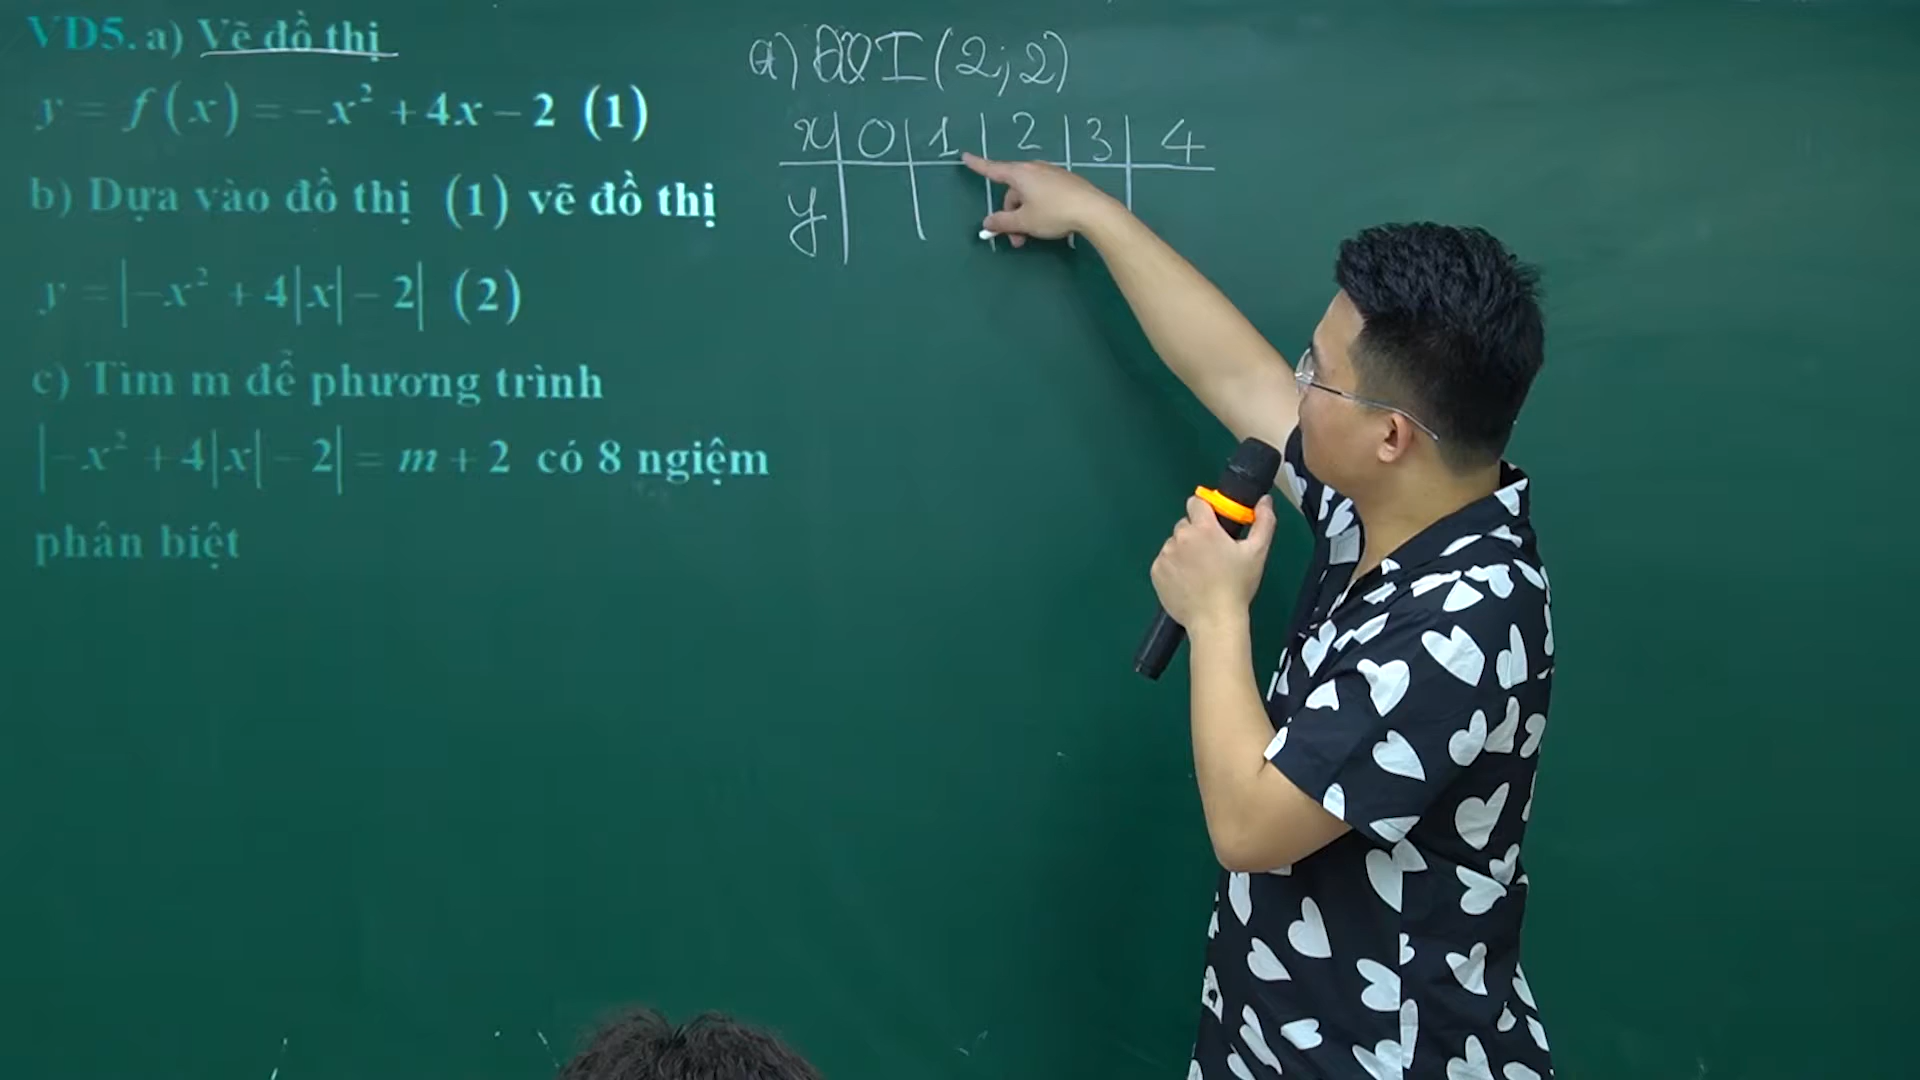 VD5. a) Vẽ đồ thị
y = f(x) = -x² + 4x - 2 (1)
b) Dựa vào đồ thị (1) vẽ đồ thị
y = |-x² + 4|x| - 2| (2)
c) Tìm m để phương trình
|-x² + 4|x| - 2| = m + 2 có 8 ngiệm
phân biệt
a) I(2; 2)
x 0 1 2 3 4
y